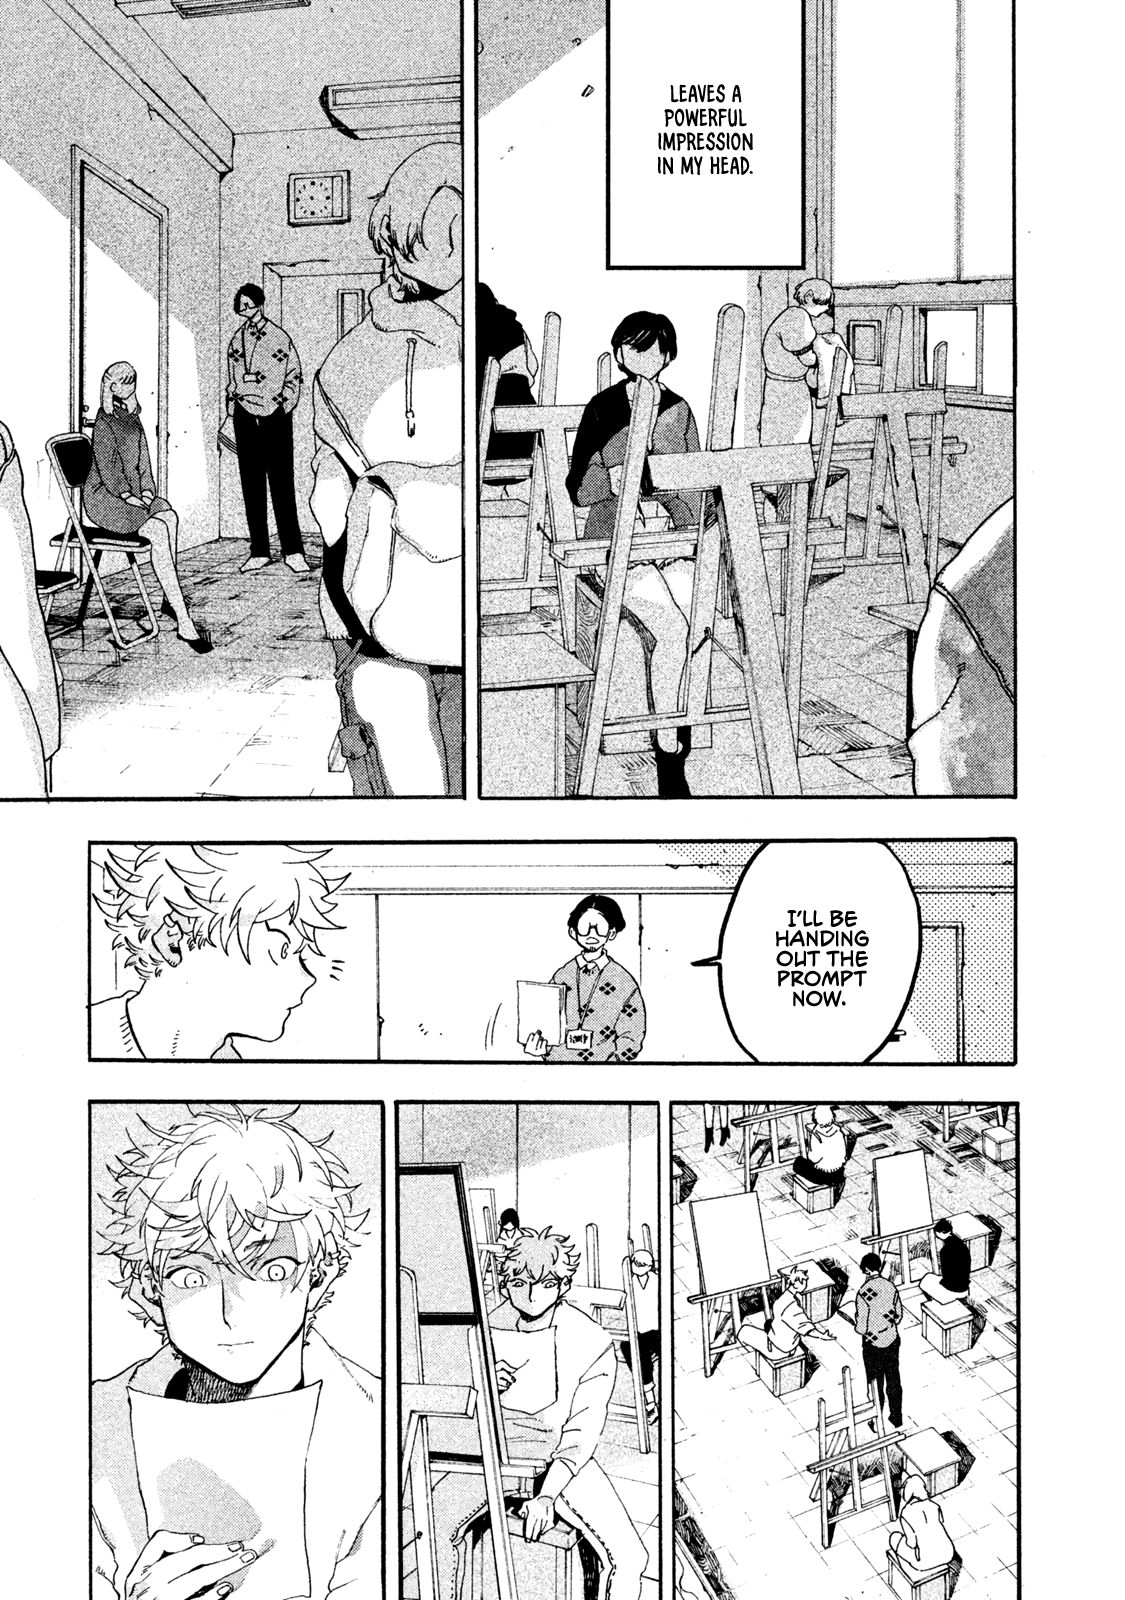 LEAVES A
POWERFUL
IMPRESSION
IN MY HEAD.
I'LL BE
HANDING
OUT THE
PROMPT
NOW.